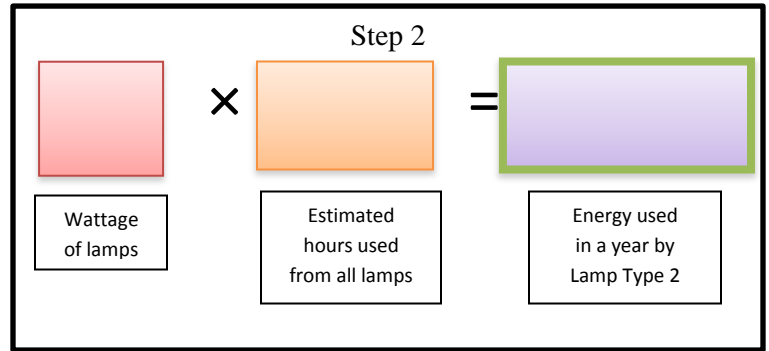 Step 2
× =
Wattage
of lamps
Estimated
hours used
from all lamps
Energy used
in a year by
Lamp Type 2